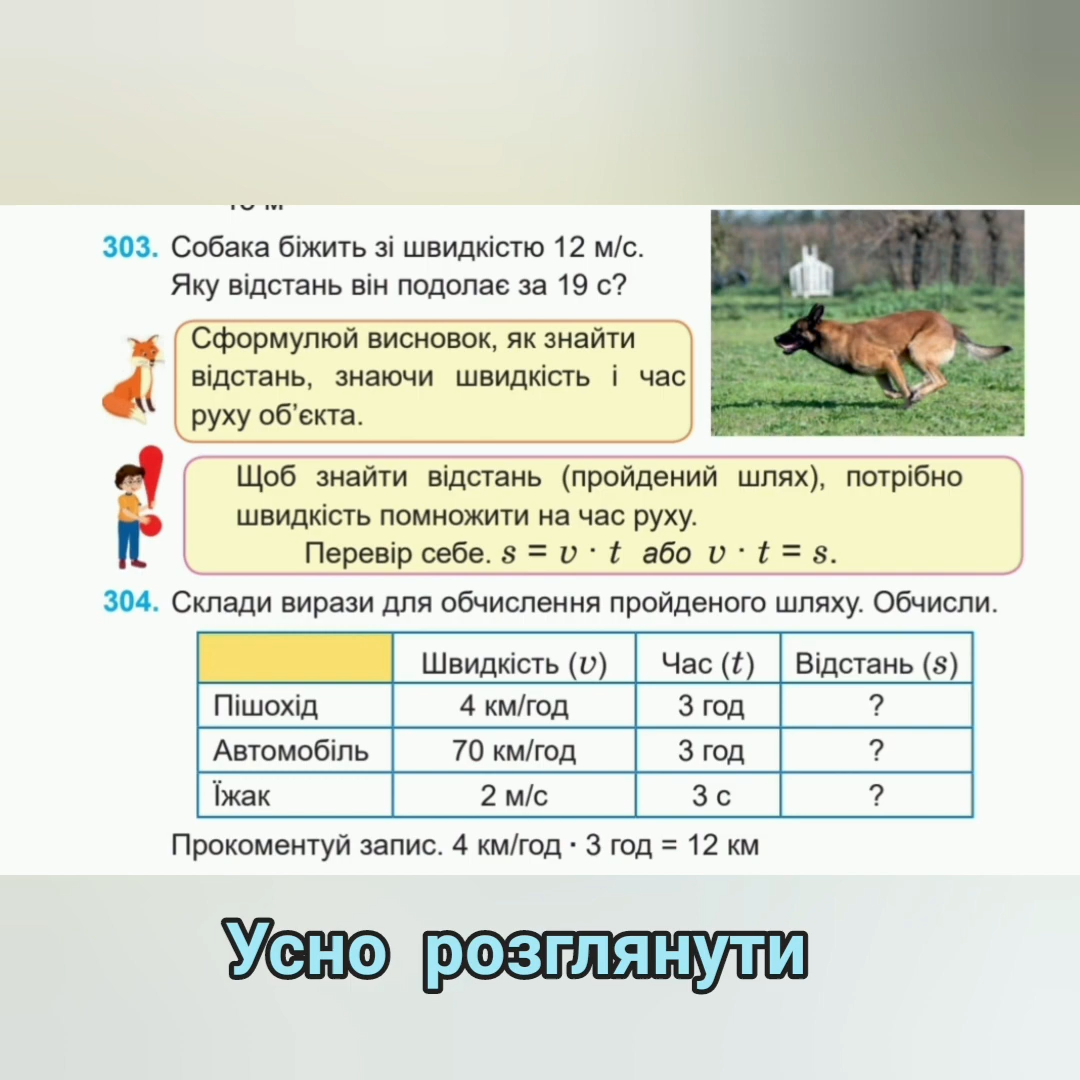 303. Собака біжить зі швидкістю 12 м/с.
Яку відстань він подолає за 19 с?
Сформулюй висновок, як знайти
відстань, знаючи швидкість і час
руху об’єкта.
Щоб знайти відстань (пройдений шлях), потрібно
швидкість помножити на час руху.
Перевір себе. s = v · t або v · t = s.
304. Склади вирази для обчислення пройденого шляху. Обчисли.
Швидкість (v) Час (t) Відстань (s)
Пішохід 4 км/год 3 год ?
Автомобіль 70 км/год 3 год ?
Їжак 2 м/с 3 с ?
Прокоментуй запис. 4 км/год · 3 год = 12 км
Усно розглянути